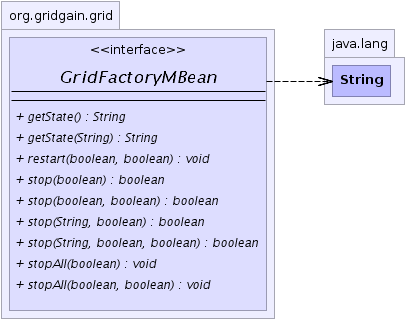 org.gridgain.grid
<<interface>>
GridFactoryMBean
+ getState() : String
+ getState(String) : String
+ restart(boolean, boolean) : void
+ stop(boolean) : boolean
+ stop(boolean, boolean) : boolean
+ stop(String, boolean) : boolean
+ stop(String, boolean, boolean) : boolean
+ stopAll(boolean) : void
+ stopAll(boolean, boolean) : void
java.lang
String